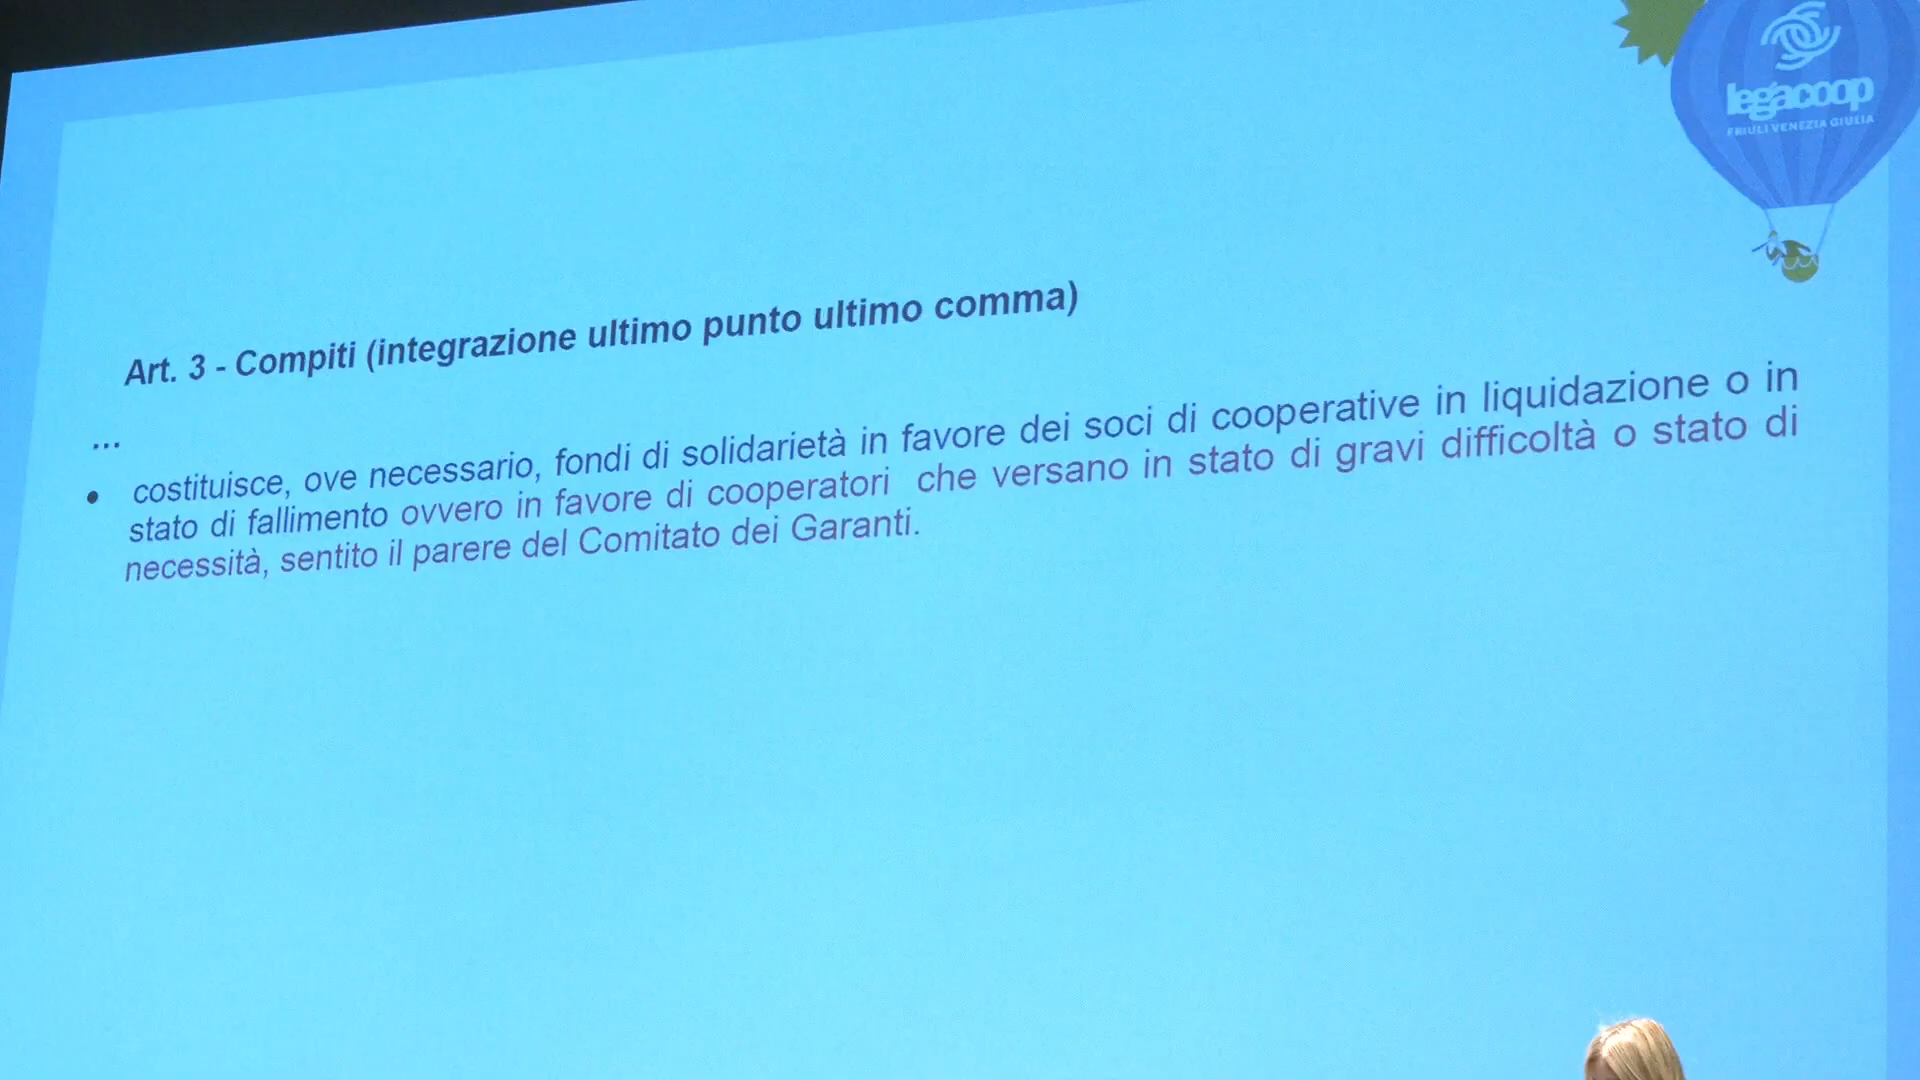 legacoop
FRIULI VENEZIA GIULIA
Art. 3 - Compiti (integrazione ultimo punto ultimo comma)
...
• costituisce, ove necessario, fondi di solidarietà in favore dei soci di cooperative in liquidazione o in
stato di fallimento ovvero in favore di cooperatori che versano in stato di gravi difficoltà o stato di
necessità, sentito il parere del Comitato dei Garanti.